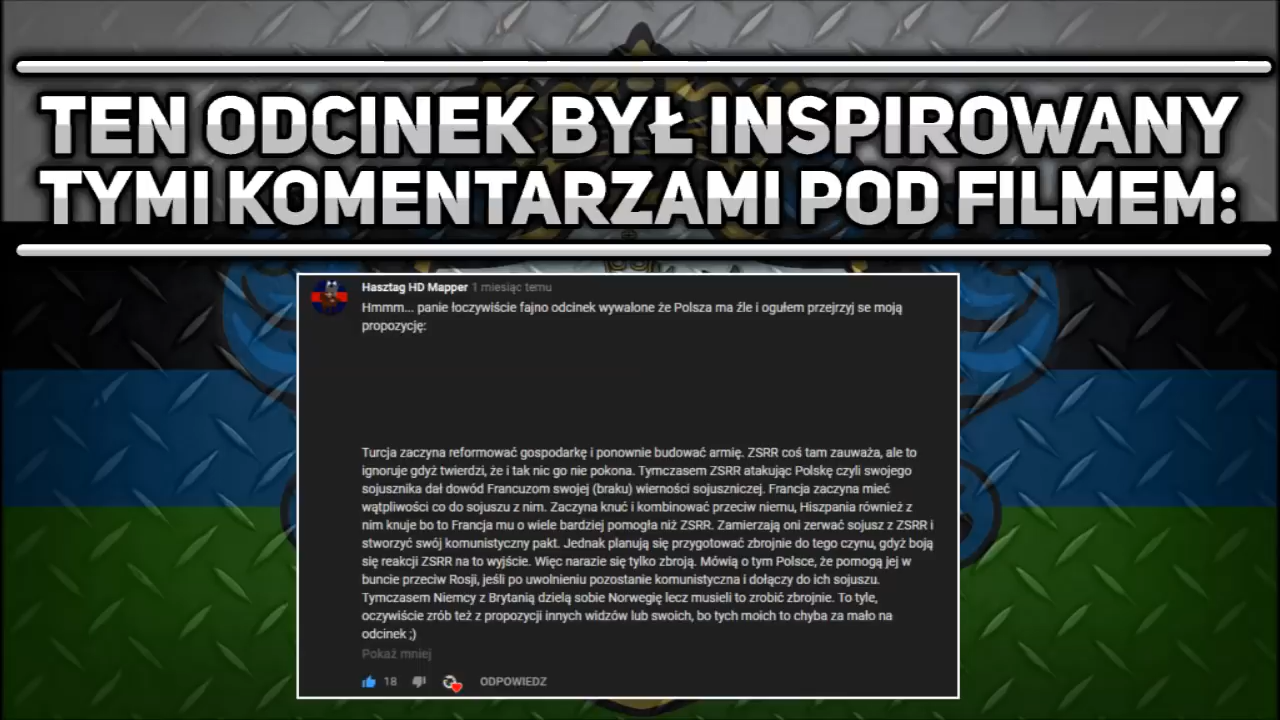 TEN ODCINEK BYŁ INSPIROWANY
TYMI KOMENTARZAMI POD FILMEM:
Hasztag HD Mapper 1 miesiąc temu
Hmmm... panie łoczywiście fajno odcinek wywalone że Polsza ma źle i ogułem przejrzyj se moją
propozycję:
Turcja zaczyna reformować gospodarkę i ponownie budować armię. ZSRR coś tam zauważa, ale to
ignoruje gdyż twierdzi, że i tak nic go nie pokona. Tymczasem ZSRR atakując Polskę czyli swojego
sojusznika dał dowód Francuzom swojej (braku) wierności sojuszniczej. Francja zaczyna mieć
wątpliwości co do sojuszu z nim. Zaczyna knuć i kombinować przeciw niemu, Hiszpania również z
nim knuje bo to Francja mu o wiele bardziej pomogła niż ZSRR. Zamierzają oni zerwać sojusz z ZSRR i
stworzyć swój komunistyczny pakt. Jednak planują się przygotować zbrojnie do tego czynu, gdyż boją
się reakcji ZSRR na to wyjście. Więc narazie się tylko zbroją. Mówią o tym Polsce, że pomogą jej w
buncie przeciw Rosji, jeśli po uwolnieniu pozostanie komunistyczna i dołączy do ich sojuszu.
Tymczasem Niemcy z Brytanią dzielą sobie Norwegię lecz musieli to zrobić zbrojnie. To tyle,
oczywiście zrób też z propozycji innych widzów lub swoich, bo tych moich to chyba za mało na
odcinek ;)
Pokaż mniej
18 ODPOWIEDZ